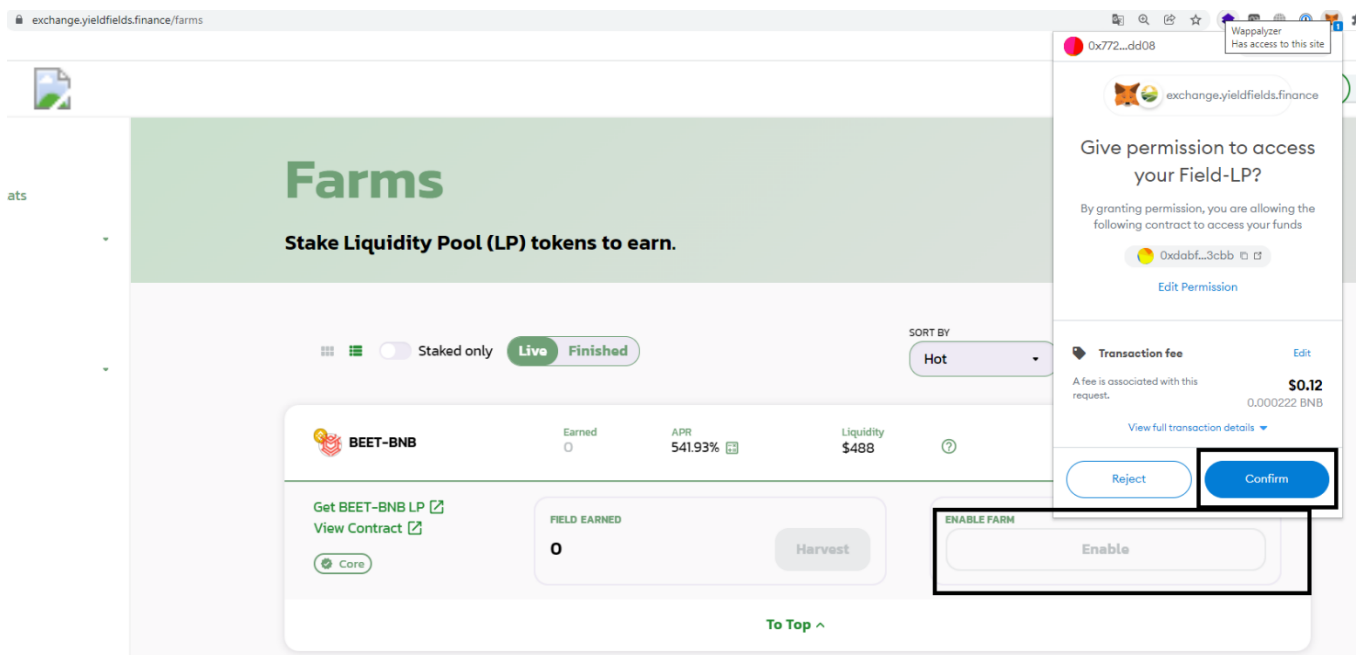 exchange.yieldfields.finance/farms
Wappalyzer
Has access to this site
1
0x772...dd08
exchange.yieldfields.finance
Give permission to access
your Field-LP?
By granting permission, you are allowing the
following contract to access your funds
0xdabf...3cbb
Edit Permission
Transaction fee
Edit
A fee is associated with this
request.
$0.12
0.000222 BNB
View full transaction details
Reject
Confirm
ats
Farms
Stake Liquidity Pool (LP) tokens to earn.
Staked only
Live
Finished
SORT BY
Hot
BEET-BNB
Earned
0
APR
541.93%
Liquidity
$488
Get BEET-BNB LP
View Contract
Core
FIELD EARNED
0
Harvest
ENABLE FARM
Enable
To Top